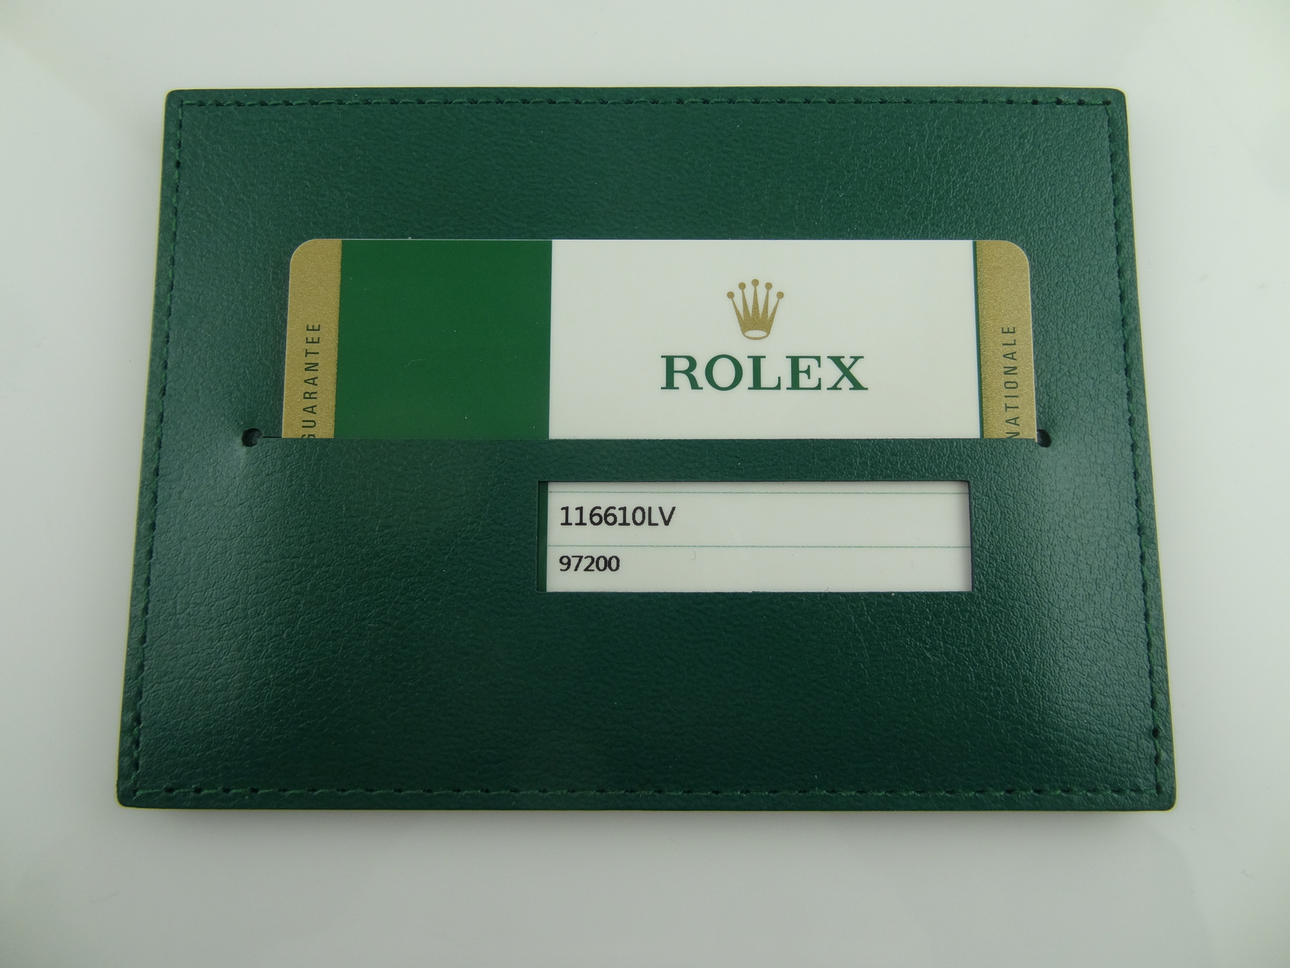 GUARANTEE
ROLEX
NATIONALE
116610LV
97200